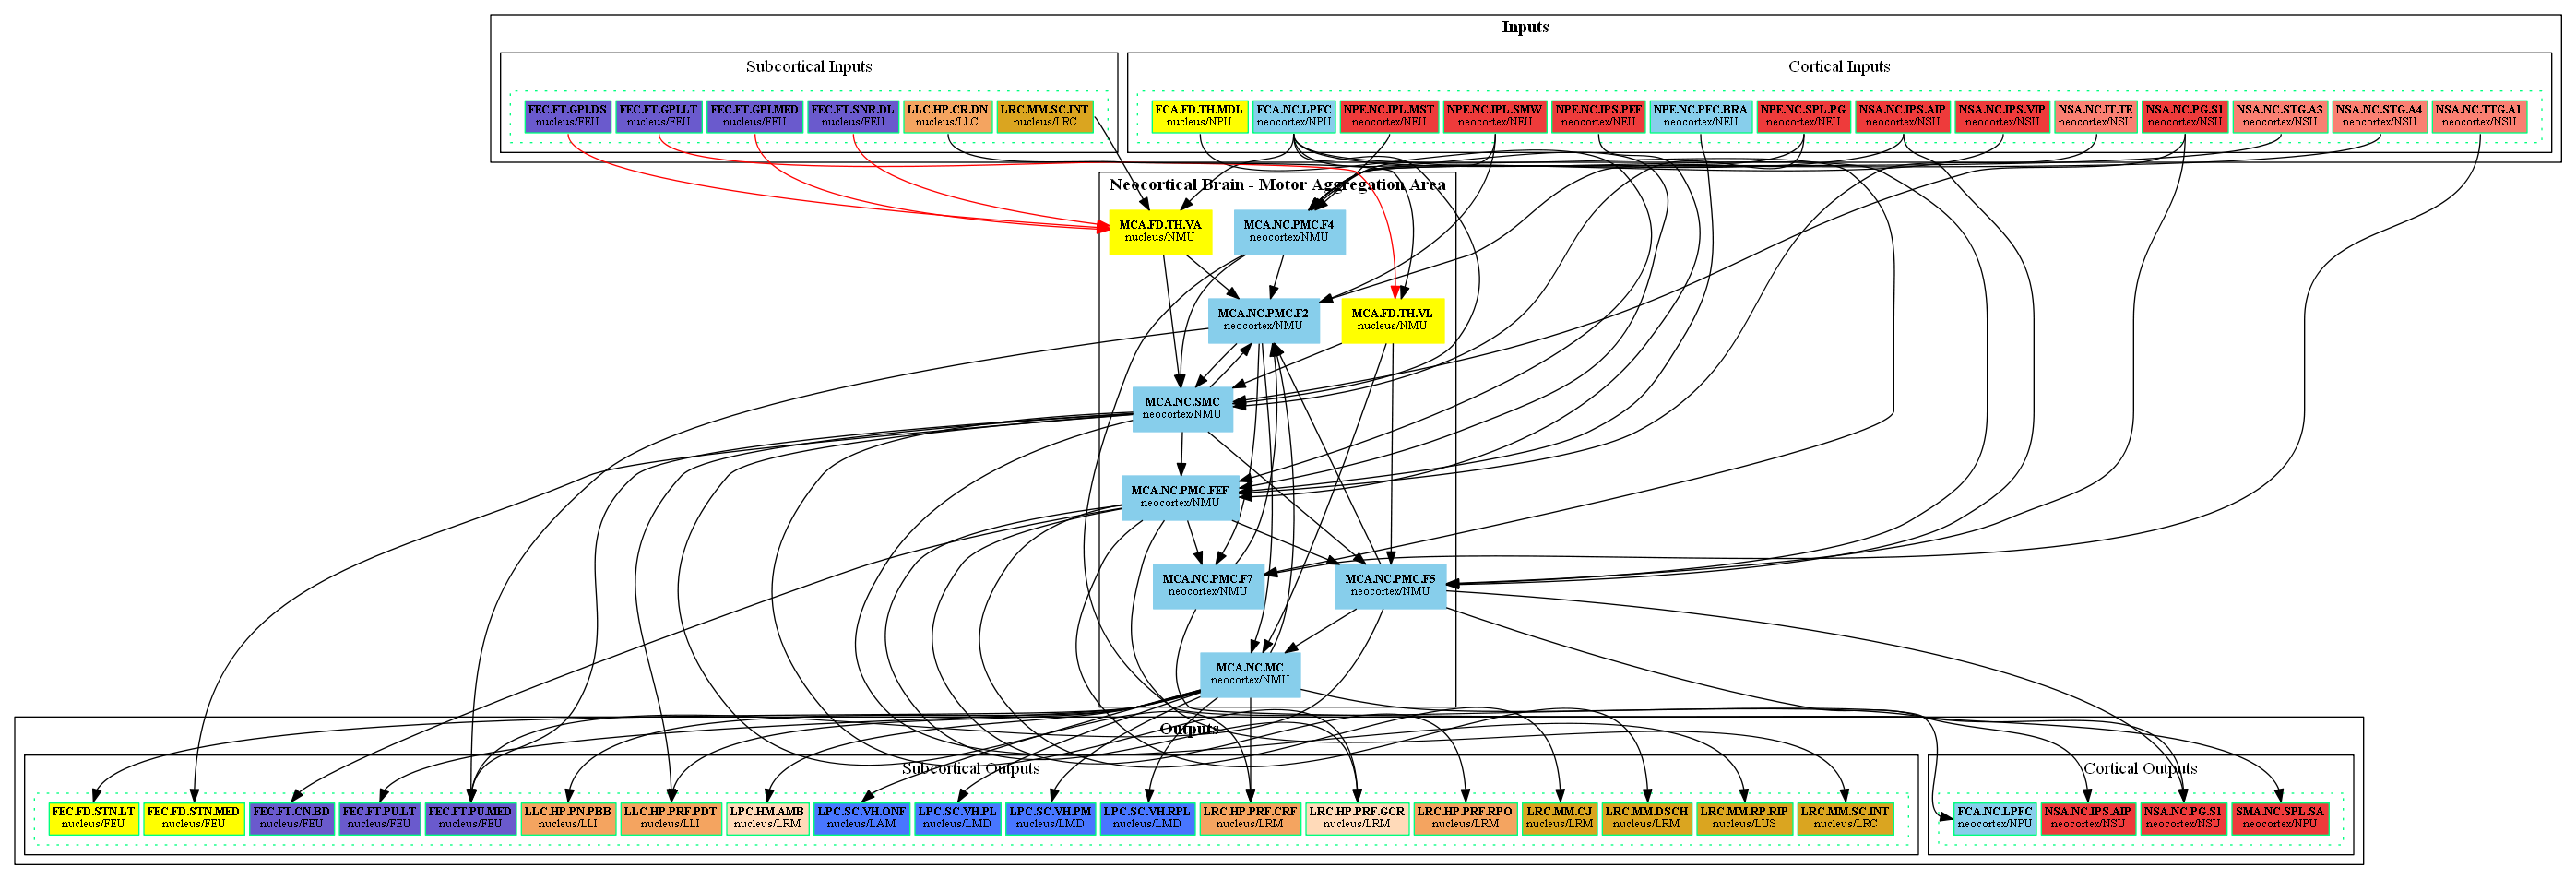 Inputs
Subcortical Inputs
Cortical Inputs
FEC.FT.GPI.DS
nucleus/FEU
FEC.FT.GPI.LT
nucleus/FEU
FEC.FT.GPI.MED
nucleus/FEU
FEC.FT.SNR.DL
nucleus/FEU
LLC.HP.CR.DN
nucleus/LLC
LRC.MM.SC.INT
nucleus/LRC
FCA.FD.TH.MDL
nucleus/NPU
FCA.NC.LPFC
neocortex/NPU
NPE.NC.IPL.MST
neocortex/NEU
NPE.NC.IPL.SMW
neocortex/NEU
NPE.NC.IPS.PEF
neocortex/NEU
NPE.NC.PFC.BRA
neocortex/NEU
NPE.NC.SPL.PG
neocortex/NEU
NSA.NC.IPS.AIP
neocortex/NSU
NSA.NC.IPS.VIP
neocortex/NSU
NSA.NC.IT.TE
neocortex/NSU
NSA.NC.PG.S1
neocortex/NSU
NSA.NC.STG.A3
neocortex/NSU
NSA.NC.STG.A4
neocortex/NSU
NSA.NC.TTG.A1
neocortex/NSU
Neocortical Brain - Motor Aggregation Area
MCA.FD.TH.VA
nucleus/NMU
MCA.NC.PMC.F4
neocortex/NMU
MCA.NC.PMC.F2
neocortex/NMU
MCA.FD.TH.VL
nucleus/NMU
MCA.NC.SMC
neocortex/NMU
MCA.NC.PMC.FEF
neocortex/NMU
MCA.NC.PMC.F7
neocortex/NMU
MCA.NC.PMC.F5
neocortex/NMU
MCA.NC.MC
neocortex/NMU
Outputs
Subcortical Outputs
Cortical Outputs
FEC.FD.STN.LT
nucleus/FEU
FEC.FD.STN.MED
nucleus/FEU
FEC.FT.CN.BD
nucleus/FEU
FEC.FT.PU.LT
nucleus/FEU
FEC.FT.PU.MED
nucleus/FEU
LLC.HP.PN.PBB
nucleus/LLI
LLC.HP.PRF.PDT
nucleus/LLI
LPC.HM.AMB
nucleus/LRM
LPC.SC.VH.ONF
nucleus/LAM
LPC.SC.VH.PL
nucleus/LMD
LPC.SC.VH.PM
nucleus/LMD
LPC.SC.VH.RPL
nucleus/LMD
LRC.HP.PRF.CRF
nucleus/LRM
LRC.HP.PRF.GCR
nucleus/LRM
LRC.HP.PRF.RPO
nucleus/LRM
LRC.MM.CJ
nucleus/LRM
LRC.MM.DSCH
nucleus/LRM
LRC.MM.RP.RIP
nucleus/LUS
LRC.MM.SC.INT
nucleus/LRC
FCA.NC.LPFC
neocortex/NPU
NSA.NC.IPS.AIP
neocortex/NSU
NSA.NC.PG.S1
neocortex/NSU
SMA.NC.SPL.SA
neocortex/NPU